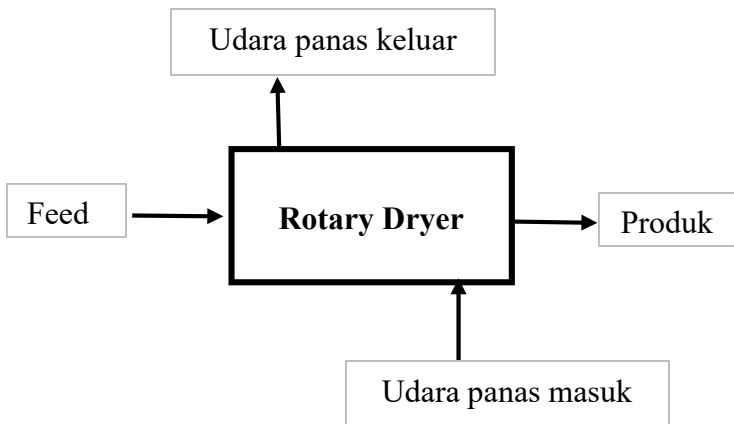 Udara panas keluar
Feed
Rotary Dryer
Produk
Udara panas masuk